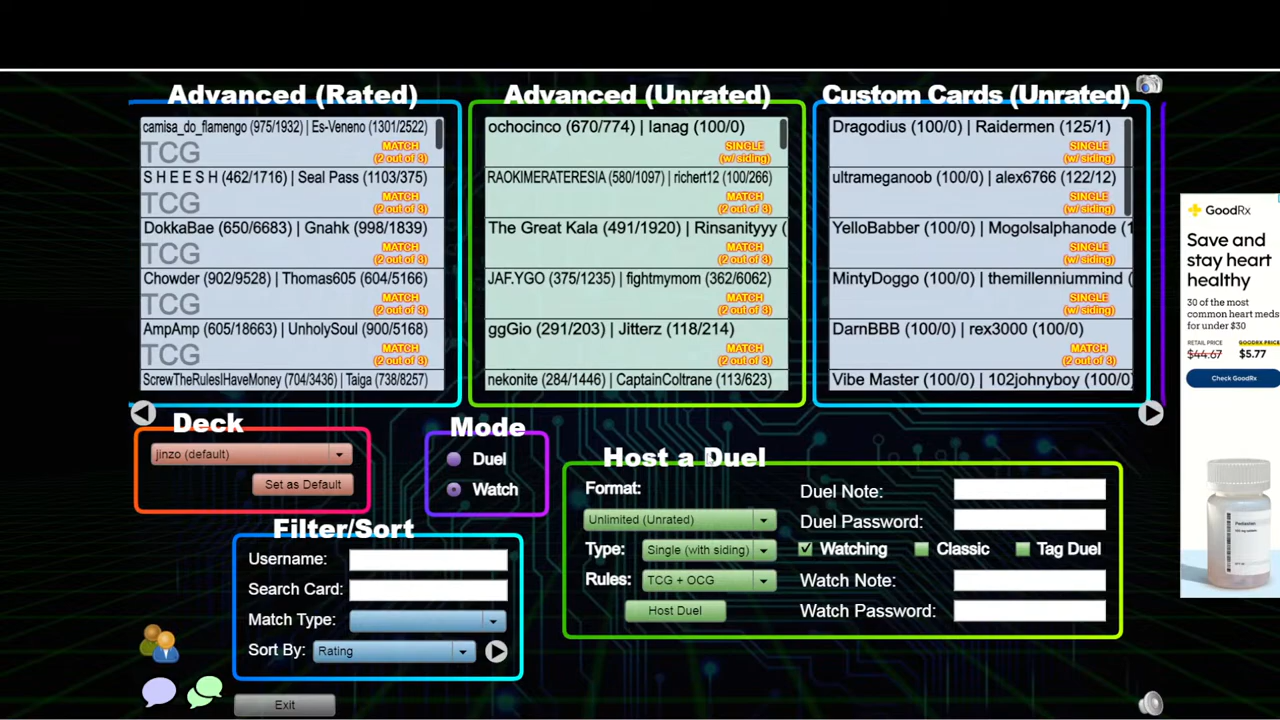 Advanced (Rated)
camisa_do_flamengo (975/1932) | Es-Veneno (1301/2522)
TCG
MATCH
(2 out of 3)
S H E E S H (462/1716) | Seal Pass (1103/375)
TCG
MATCH
(2 out of 3)
DokkaBae (650/6683) | Gnahk (998/1839)
TCG
MATCH
(2 out of 3)
Chowder (902/9528) | Thomas605 (604/5166)
TCG
MATCH
(2 out of 3)
AmpAmp (605/18663) | UnholySoul (900/5168)
TCG
MATCH
(2 out of 3)
ScrewTheRulesIHaveMoney (704/3436) | Taiga (738/8257)
Advanced (Unrated)
ochocinco (670/774) | lanag (100/0)
SINGLE
(w/ siding)
RAOKIMERATERESIA (580/1097) | richert12 (100/266)
MATCH
(2 out of 3)
The Great Kala (491/1920) | Rinsanityyy (
MATCH
(2 out of 3)
JAF.YGO (375/1235) | fightmymom (362/6062)
MATCH
(2 out of 3)
ggGio (291/203) | Jitterz (118/214)
MATCH
(2 out of 3)
nekonite (284/1446) | CaptainColtrane (113/623)
Custom Cards (Unrated)
Dragodius (100/0) | Raidermen (125/1)
SINGLE
(w/ siding)
ultrameganoob (100/0) | alex6766 (122/12)
SINGLE
(w/ siding)
YelloBabber (100/0) | Mogolsalphanode (1
SINGLE
(w/ siding)
MintyDoggo (100/0) | themillenniummind (
SINGLE
(w/ siding)
DarnBBB (100/0) | rex3000 (100/0)
MATCH
(2 out of 3)
Vibe Master (100/0) | 102johnyboy (100/0)
Deck
jinzo (default)
Set as Default
Mode
Duel
Watch
Filter/Sort
Username:
Search Card:
Match Type:
Sort By: Rating
Exit
Host a Duel
Format:
Unlimited (Unrated)
Type: Single (with siding)
Rules: TCG + OCG
Host Duel
Duel Note:
Duel Password:
Watching Classic Tag Duel
Watch Note:
Watch Password:
GoodRx
Save and
stay heart
healthy
30 of the most
common heart meds
for under $30
RETAIL PRICE GOODRX PRICE
$44.67 $5.77
Check GoodRx